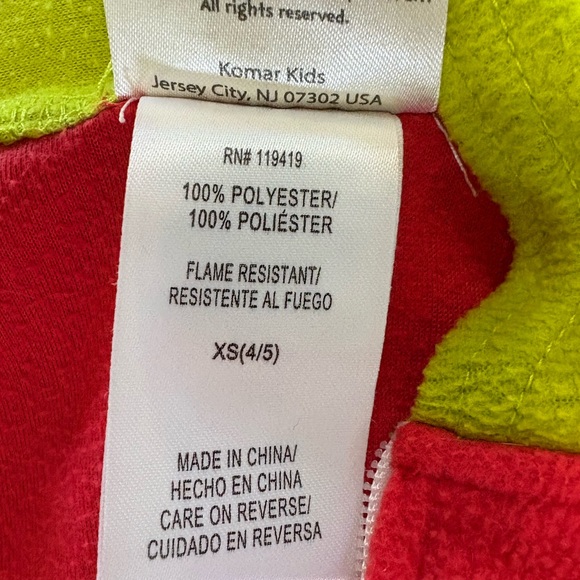 All rights reserved.
Komar Kids
Jersey City, NJ 07302 USA
RN# 119419
100% POLYESTER/
100% POLIÉSTER
FLAME RESISTANT/
RESISTENTE AL FUEGO
XS(4/5)
MADE IN CHINA/
HECHO EN CHINA
CARE ON REVERSE/
CUIDADO EN REVERSA